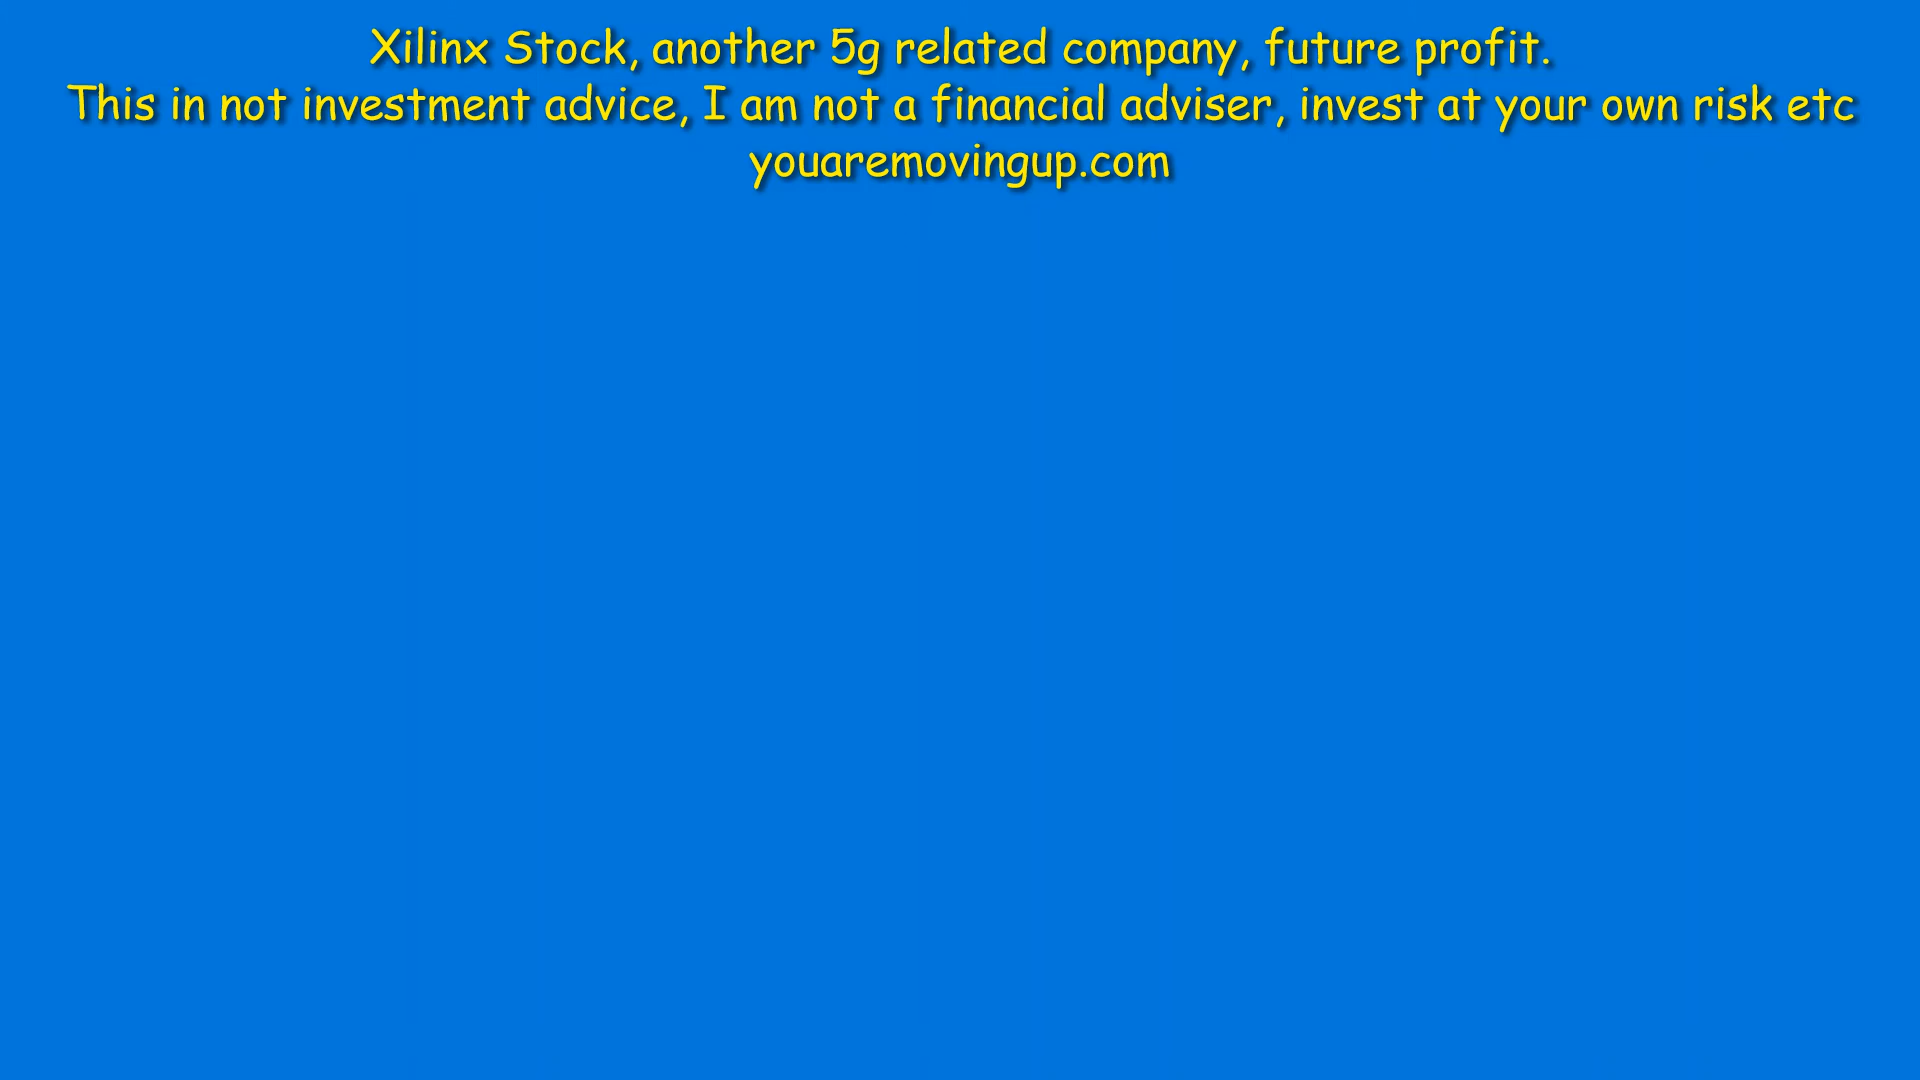 Xilinx Stock, another 5g related company, future profit.
This in not investment advice, I am not a financial adviser, invest at your own risk etc
youaremovingup.com